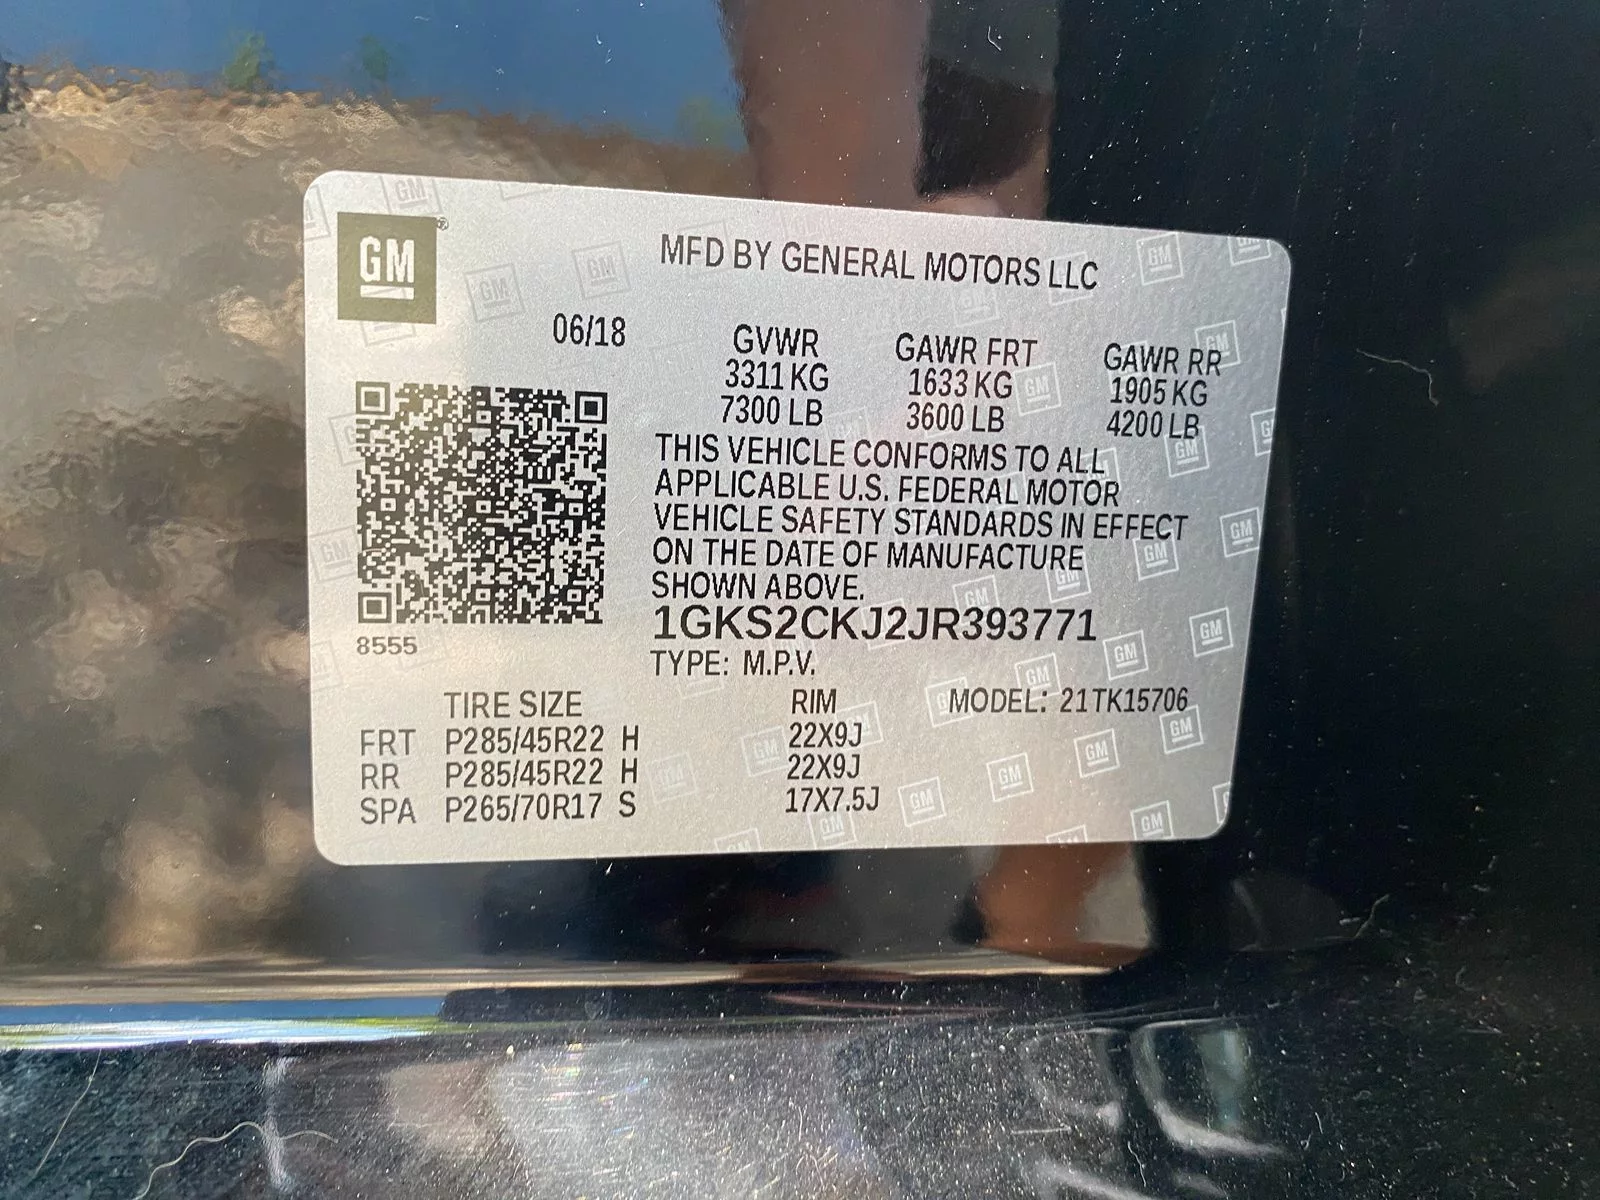 GM
MFD BY GENERAL MOTORS LLC
06/18
GVWR GAWR FRT GAWR RR
3311 KG 1633 KG 1905 KG
7300 LB 3600 LB 4200 LB
THIS VEHICLE CONFORMS TO ALL
APPLICABLE U.S. FEDERAL MOTOR
VEHICLE SAFETY STANDARDS IN EFFECT
ON THE DATE OF MANUFACTURE
SHOWN ABOVE.
1GKS2CKJ2JR393771
8555
TYPE: M.P.V.
TIRE SIZE RIM MODEL: 21TK15706
FRT P285/45R22 H 22X9J
RR P285/45R22 H 22X9J
SPA P265/70R17 S 17X7.5J